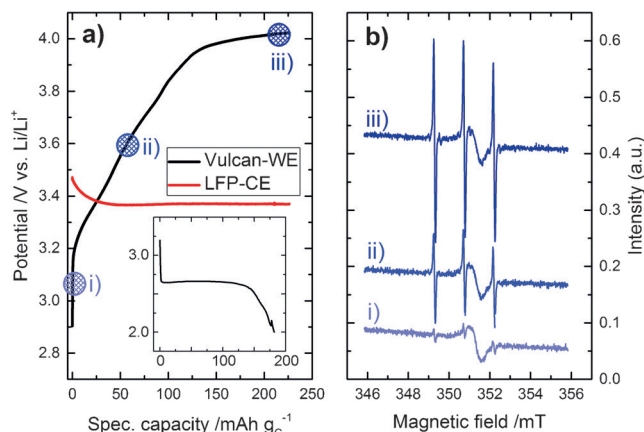 a)
4.0
3.8
3.6
3.4
3.2
3.0
2.8
Potential /V vs. Li/Li⁺
iii)
ii)
i)
Vulcan-WE
LFP-CE
3.0
2.0
0
100
200
0
50
100
150
200
250
Spec. capacity /mAh g_C⁻¹
b)
iii)
ii)
i)
346
348
350
352
354
356
Magnetic field /mT
0.6
0.5
0.4
0.3
0.2
0.1
0.0
Intensity (a.u.)